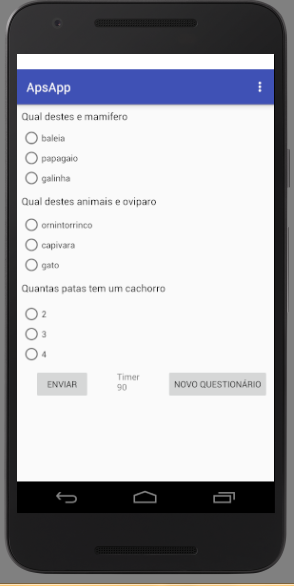 ApsApp
Qual destes e mamifero
baleia
papagaio
galinha
Qual destes animais e oviparo
ornintorrinco
capivara
gato
Quantas patas tem um cachorro
2
3
4
ENVIAR
Timer
90
NOVO QUESTIONÁRIO